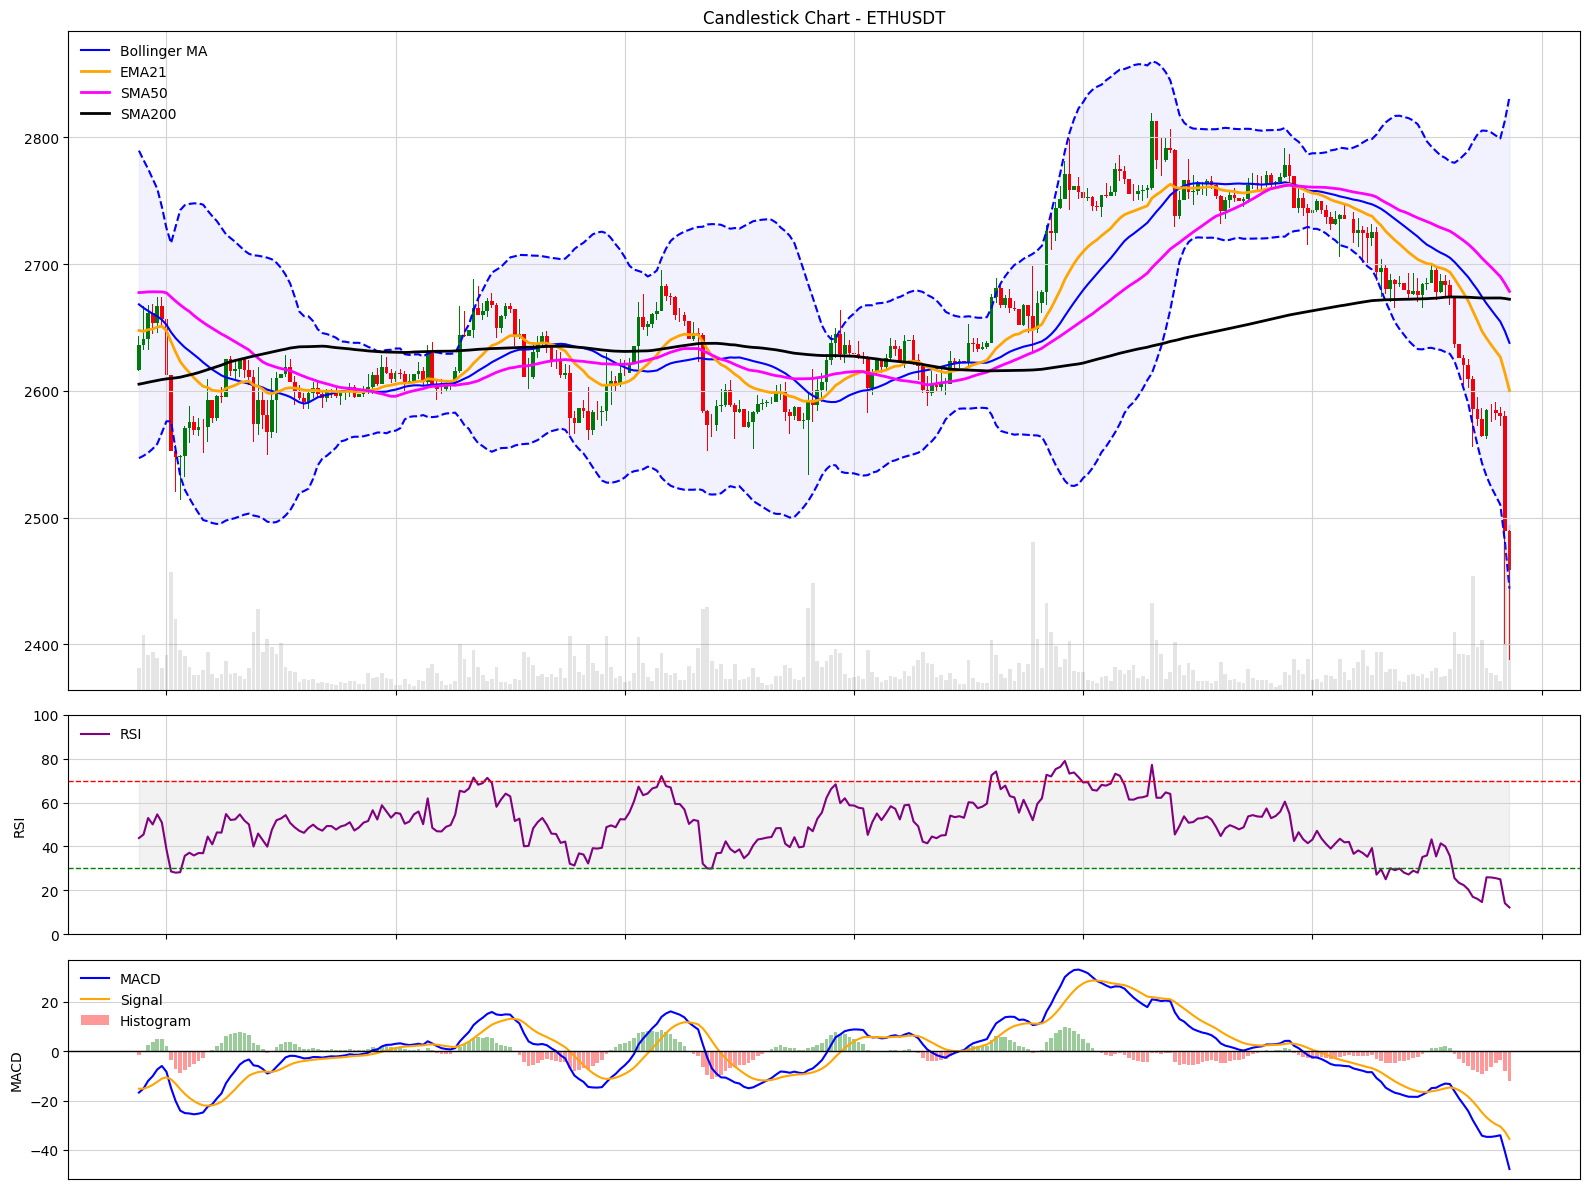 Candlestick Chart - ETHUSDT
Bollinger MA
EMA21
SMA50
SMA200
2800
2700
2600
2500
2400
RSI
100
80
60
40
20
0
RSI
MACD
Signal
Histogram
20
0
−20
−40
MACD